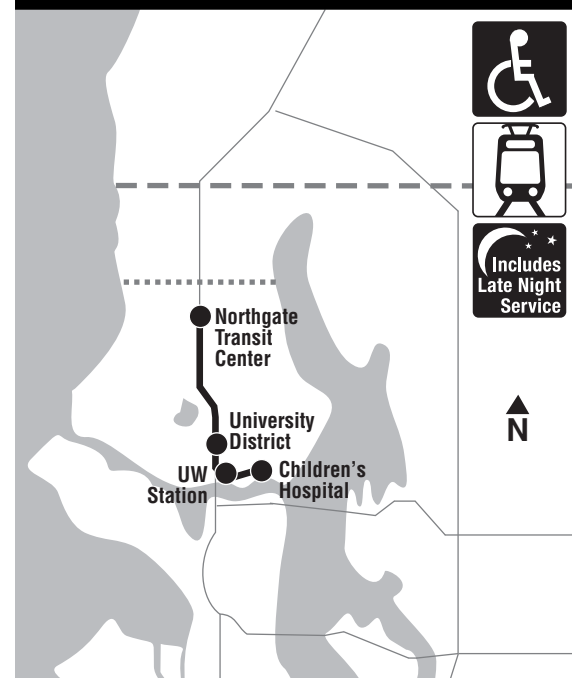 Includes
Late Night
Service
Northgate
Transit
Center
N
University
District
UW
Station
Children's
Hospital